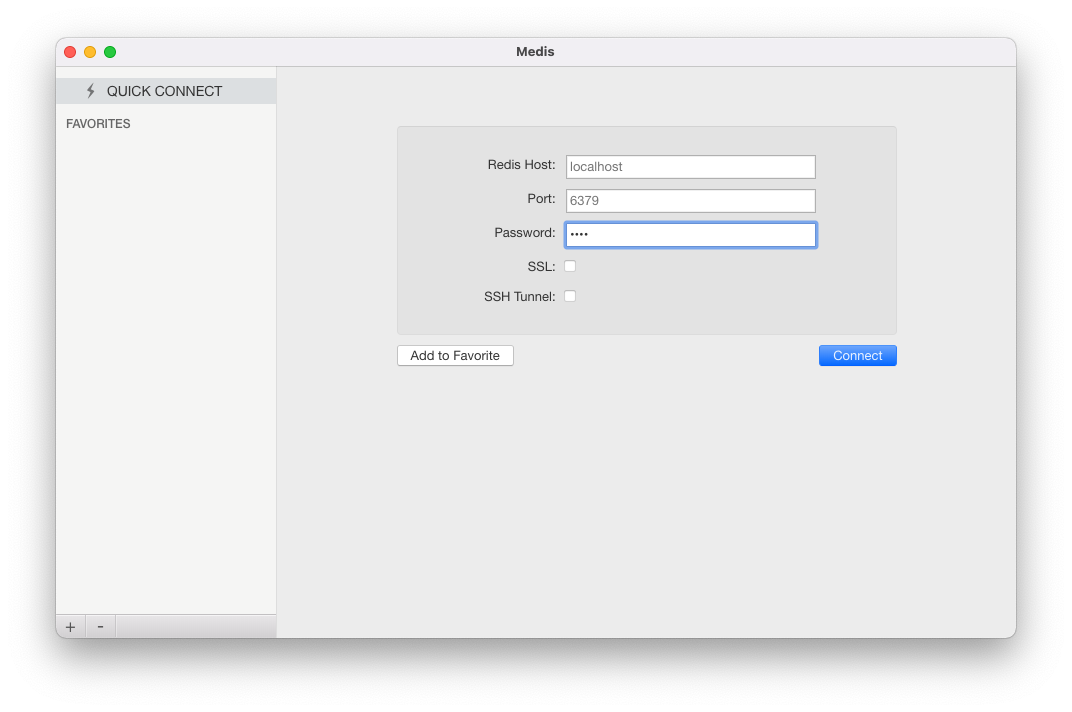 Medis
QUICK CONNECT
FAVORITES
Redis Host: localhost
Port: 6379
Password: ••••
SSL:
SSH Tunnel:
Add to Favorite Connect
+ -